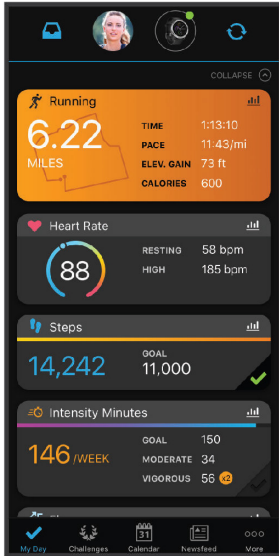 COLLAPSE
Running
6.22
MILES
TIME 1:13:10
PACE 11:43/mi
ELEV. GAIN 73 ft
CALORIES 600
Heart Rate
88
RESTING 58 bpm
HIGH 185 bpm
Steps
14,242
GOAL
11,000
Intensity Minutes
146 /WEEK
GOAL 150
MODERATE 34
VIGOROUS 56 x2
31
My Day Challenges Calendar Newsfeed More